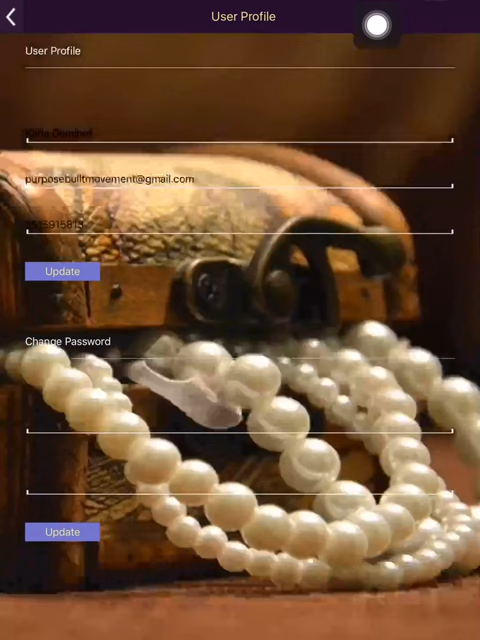 User Profile
User Profile
purposebuiltmovement@gmail.com
Update
Change Password
Update